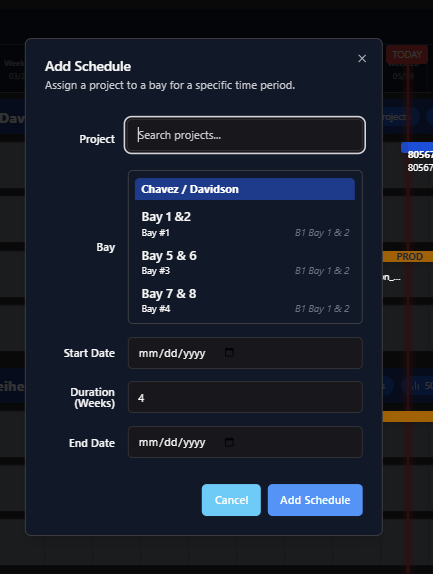 TODAY
Add Schedule
Assign a project to a bay for a specific time period.
Project
Search projects...
80567
80567
Bay
Chavez / Davidson
Bay 1 &2
Bay #1
B1 Bay 1 & 2
Bay 5 & 6
Bay #3
B1 Bay 1 & 2
Bay 7 & 8
Bay #4
B1 Bay 1 & 2
PROD
Start Date
mm/dd/yyyy
Duration
(Weeks)
4
End Date
mm/dd/yyyy
Cancel
Add Schedule